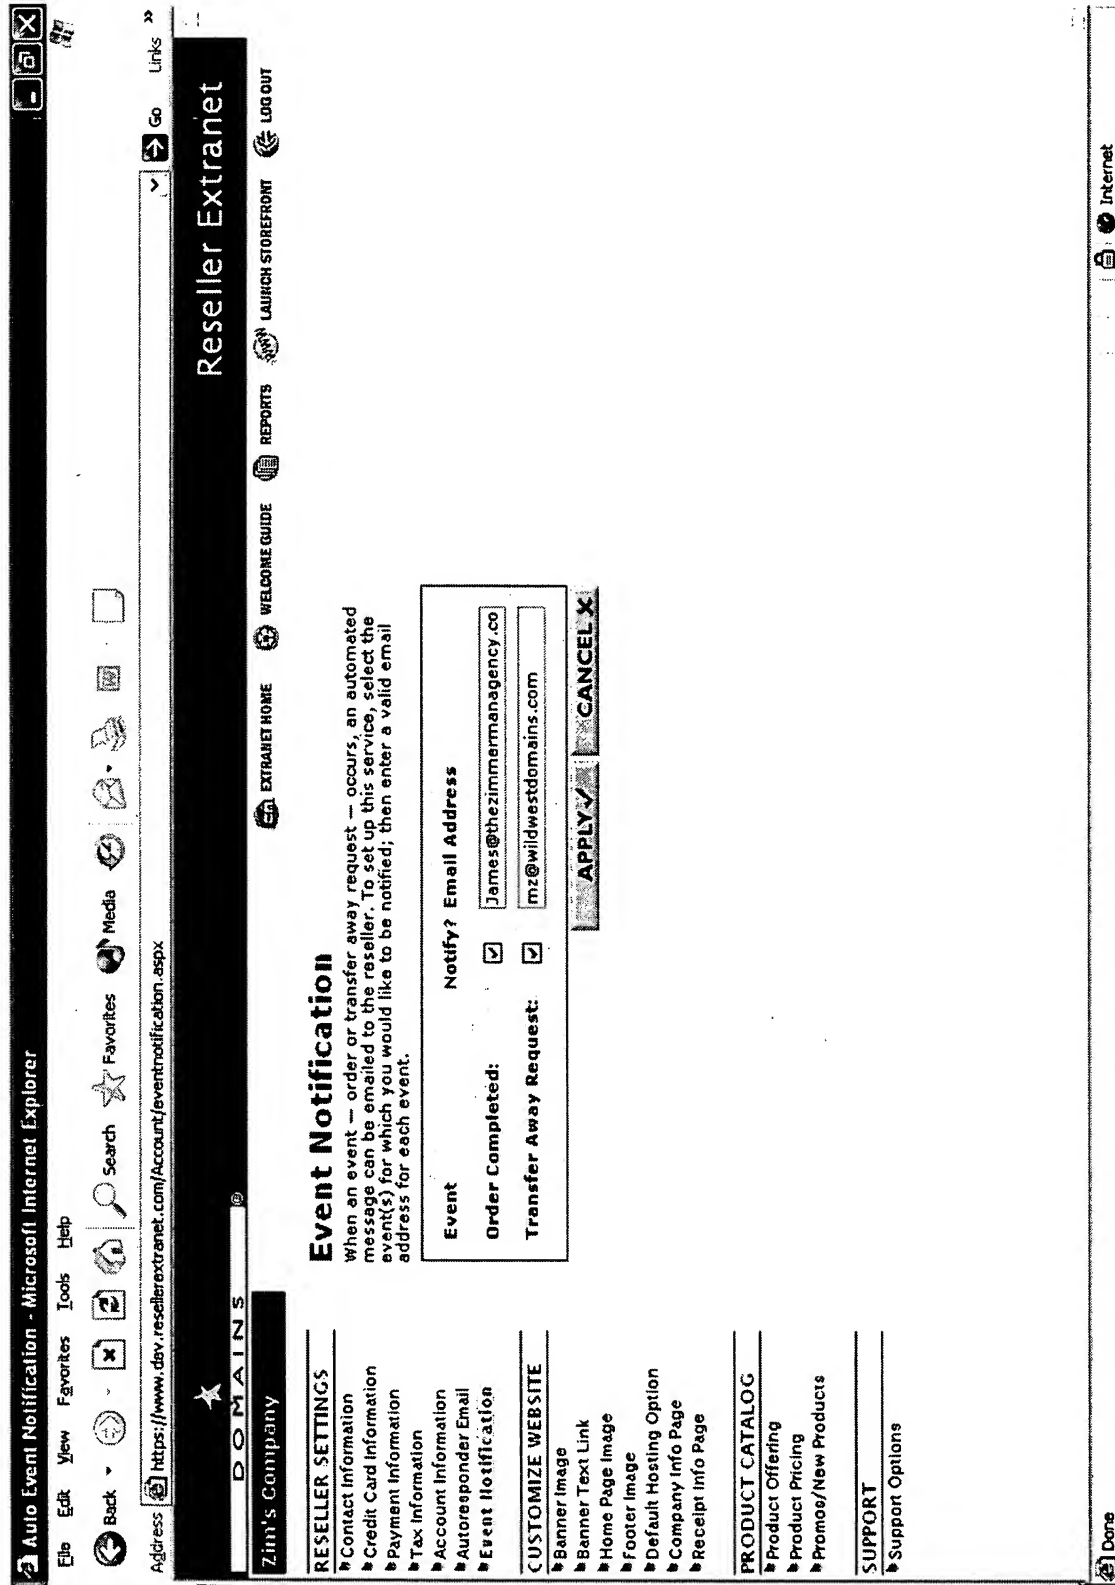 Auto Event Notification - Microsoft Internet Explorer
File Edit View Favorites Tools Help
Back Search Favorites Media
Address https://www.dev.resellerextranet.com/Account/eventnotification.aspx Go Links »
DOMAINS®
Reseller Extranet
Zim's Company
EXTRANET HOME WELCOME GUIDE REPORTS LAUNCH STOREFRONT LOG OUT
RESELLER SETTINGS
Contact Information
Credit Card Information
Payment Information
Tax Information
Account Information
Autoresponder Email
Event Notification
CUSTOMIZE WEBSITE
Banner Image
Banner Text Link
Home Page Image
Footer Image
Default Hosting Option
Company Info Page
Receipt Info Page
PRODUCT CATALOG
Product Offering
Product Pricing
Promos/New Products
SUPPORT
Support Options
Event Notification
When an event — order or transfer away request — occurs, an automated
message can be emailed to the reseller. To set up this service, select the
event(s) for which you would like to be notified; then enter a valid email
address for each event.
Event Notify? Email Address
Order Completed: James@thezimmermanagency.co
Transfer Away Request: mz@wildwestdomains.com
APPLY CANCEL X
Done Internet